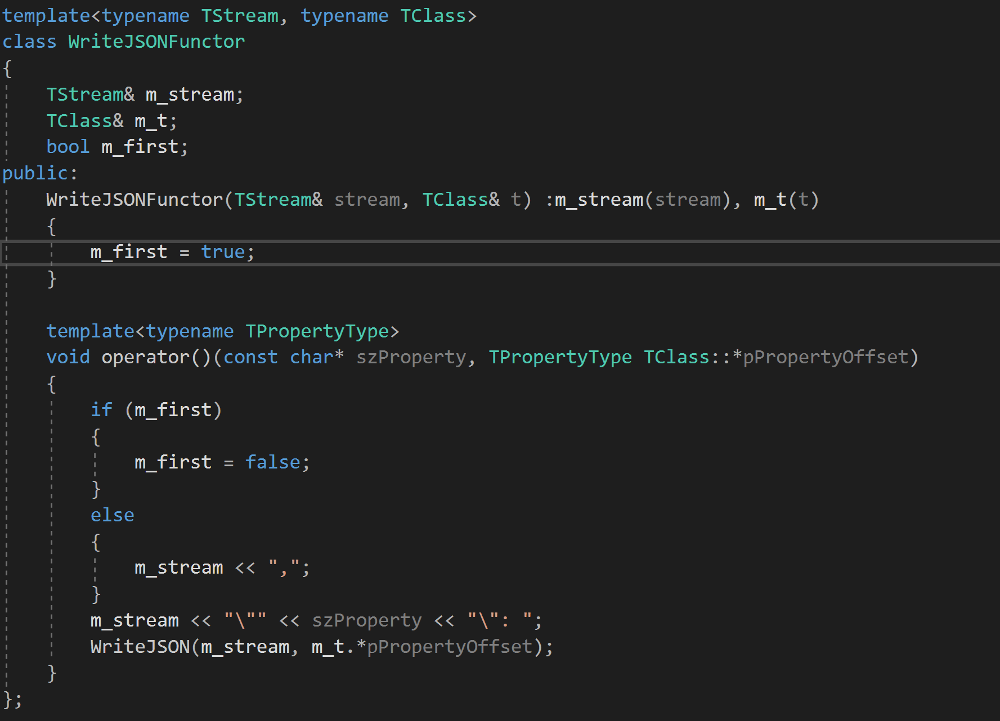 template<typename TStream, typename TClass>
class WriteJSONFunctor
{
    TStream& m_stream;
    TClass& m_t;
    bool m_first;
public:
    WriteJSONFunctor(TStream& stream, TClass& t) :m_stream(stream), m_t(t)
    {
        m_first = true;
    }

    template<typename TPropertyType>
    void operator()(const char* szProperty, TPropertyType TClass::*pPropertyOffset)
    {
        if (m_first)
        {
            m_first = false;
        }
        else
        {
            m_stream << ",";
        }
        m_stream << "\"" << szProperty << "\": ";
        WriteJSON(m_stream, m_t.*pPropertyOffset);
    }
};